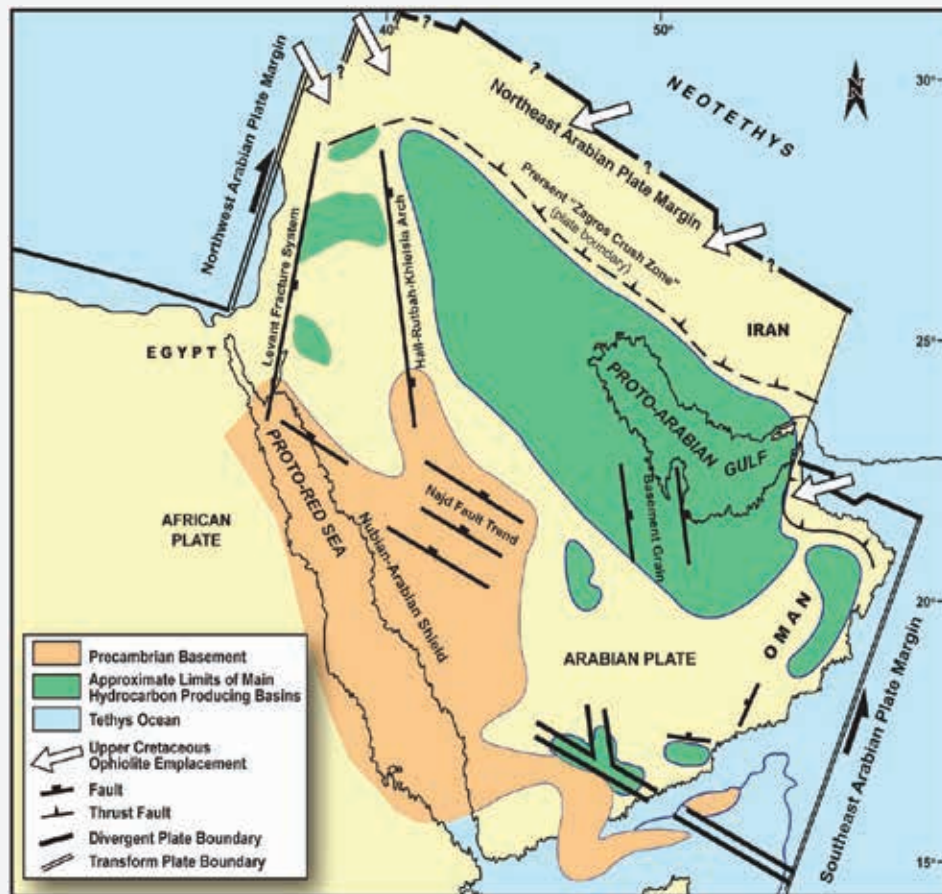 40°
50°
30°
NEOTETHYS
?
?
?
?
?
?
Northwest Arabian Plate Margin
Northeast Arabian Plate Margin
Prersent "Zagros Crush Zone"
(plate boundary)
Levant Fracture System
Hail-Rutbah-Khleisia Arch
IRAN
25°
EGYPT
PROTO-ARABIAN
GULF
PROTO-RED SEA
Najd Fault Trend
Basement Grain
AFRICAN
PLATE
Nubian-Arabian Shield
20°
OMAN
ARABIAN PLATE
Southeast Arabian Plate Margin
15°
Precambrian Basement
Approximate Limits of Main
Hydrocarbon Producing Basins
Tethys Ocean
Upper Cretaceous
Ophiolite Emplacement
Fault
Thrust Fault
Divergent Plate Boundary
Transform Plate Boundary